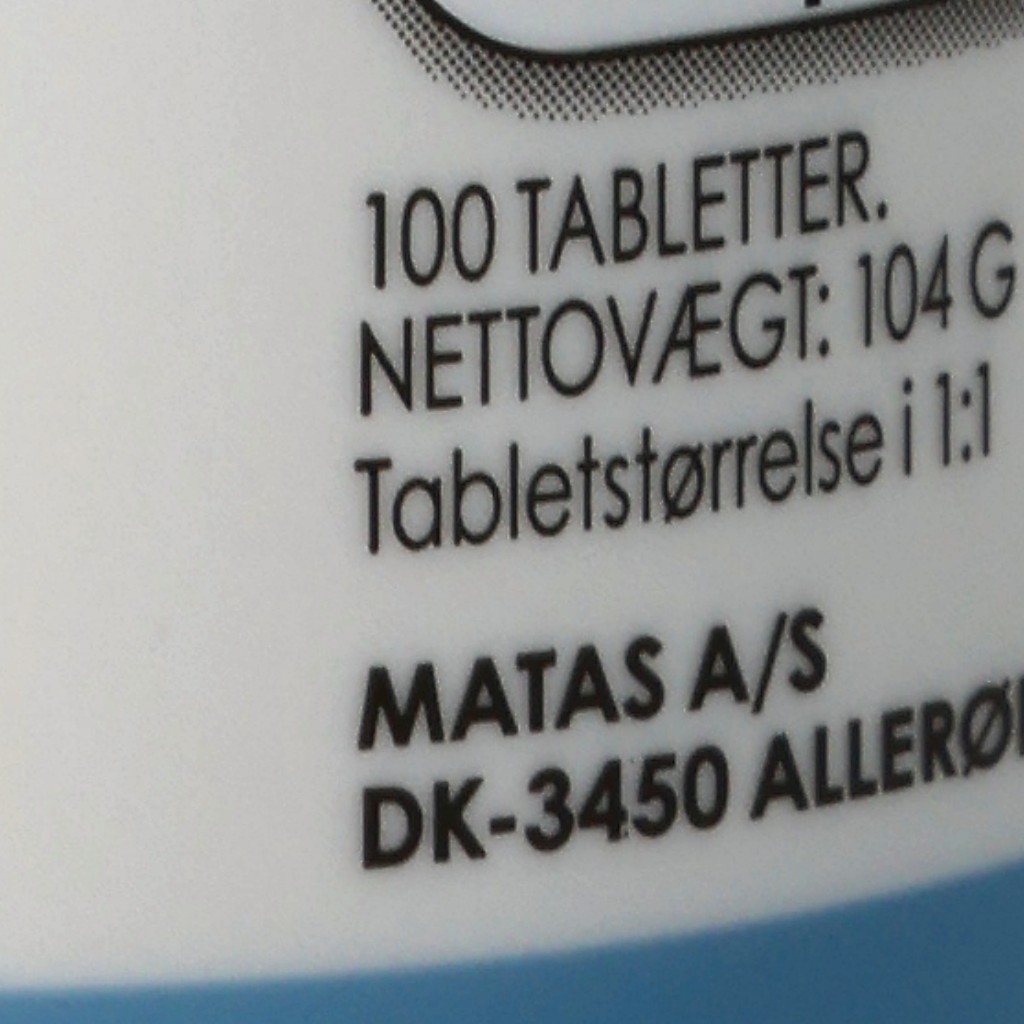 100 TABLETTER.
NETTOVÆGT: 104 G
Tabletstørrelse i 1:1
MATAS A/S
DK-3450